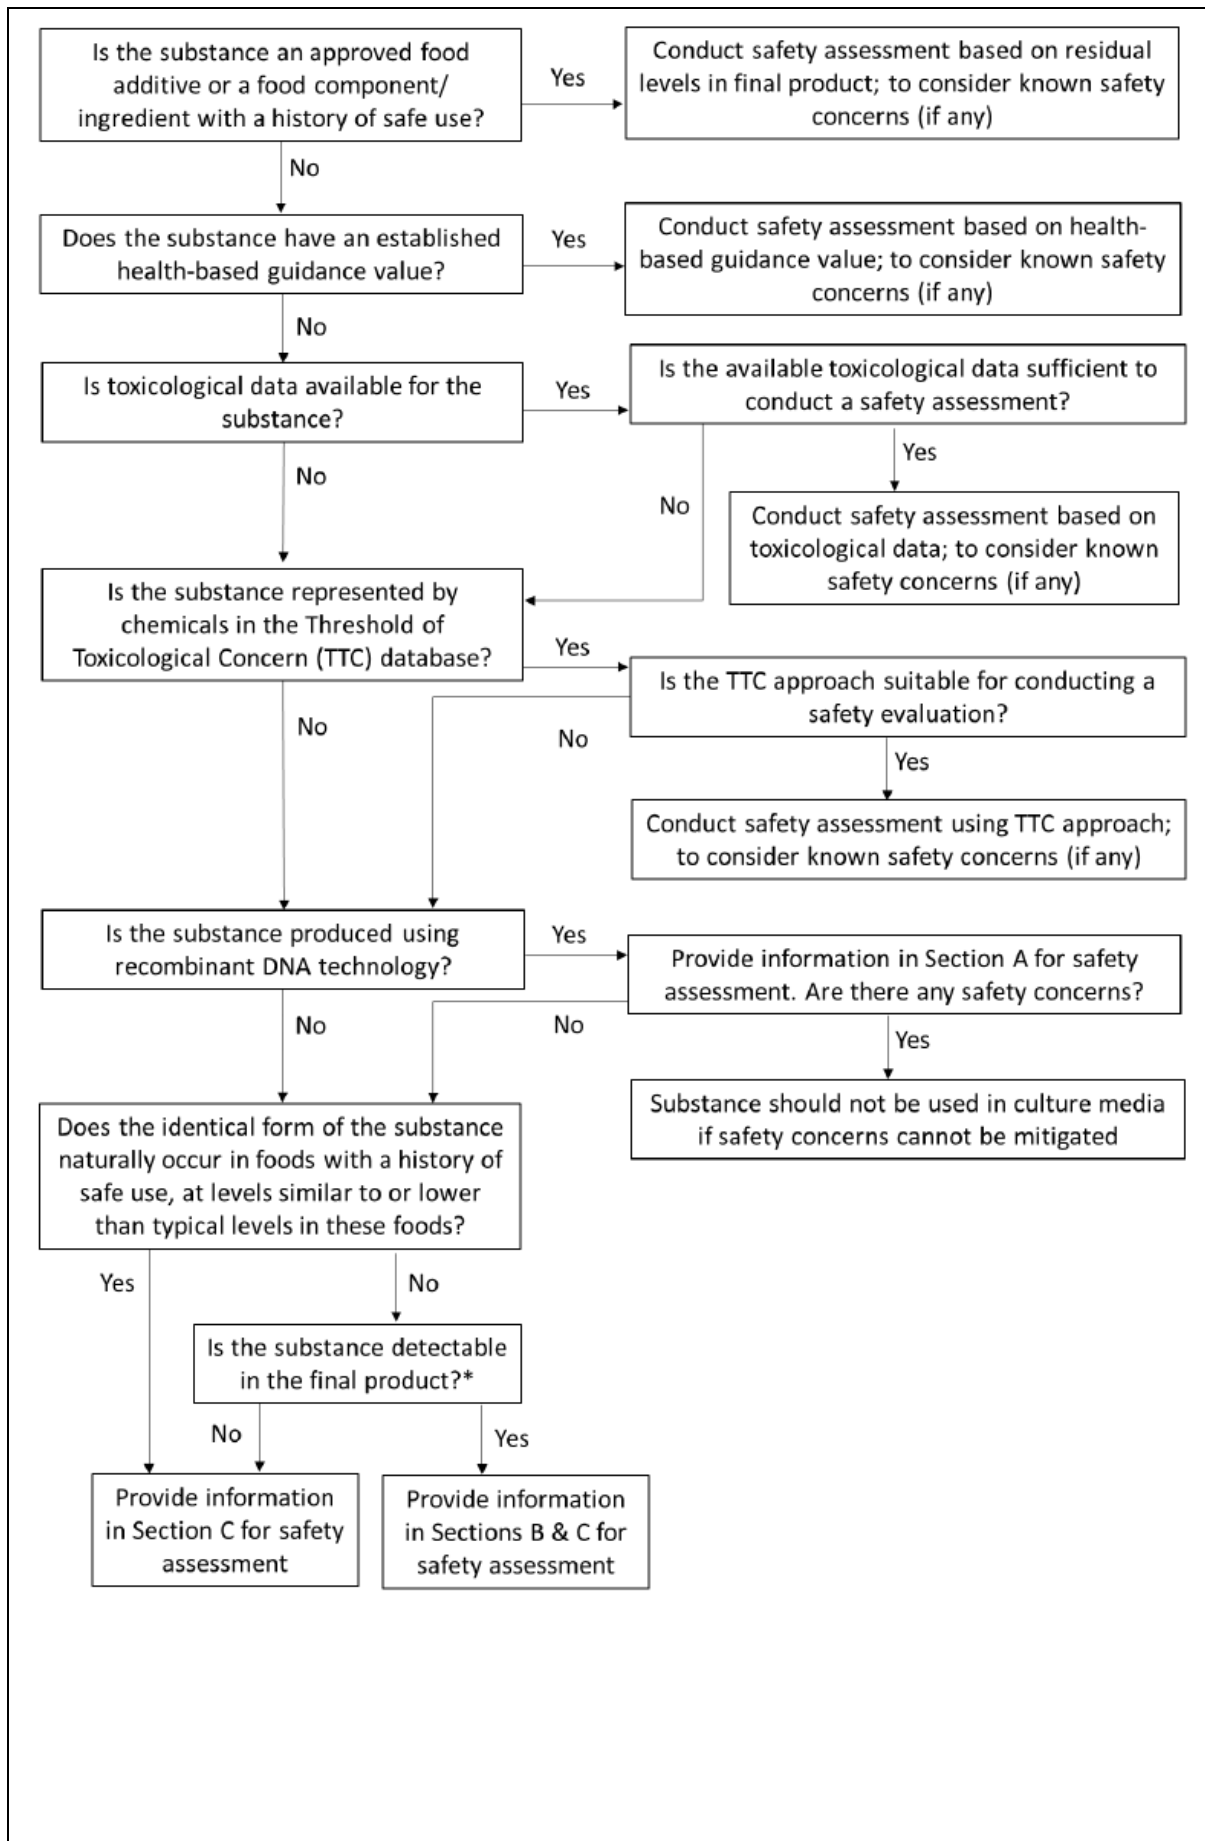 Is the substance an approved food
additive or a food component/
ingredient with a history of safe use?
Yes
Conduct safety assessment based on residual
levels in final product; to consider known safety
concerns (if any)
No
Does the substance have an established
health-based guidance value?
Yes
Conduct safety assessment based on health-
based guidance value; to consider known safety
concerns (if any)
No
Is toxicological data available for the
substance?
Yes
Is the available toxicological data sufficient to
conduct a safety assessment?
No
No
Yes
Conduct safety assessment based on
toxicological data; to consider known
safety concerns (if any)
Is the substance represented by
chemicals in the Threshold of
Toxicological Concern (TTC) database?
Yes
Is the TTC approach suitable for conducting a
safety evaluation?
No
No
Yes
Conduct safety assessment using TTC approach;
to consider known safety concerns (if any)
Is the substance produced using
recombinant DNA technology?
Yes
Provide information in Section A for safety
assessment. Are there any safety concerns?
No
No
Yes
Substance should not be used in culture media
if safety concerns cannot be mitigated
Does the identical form of the substance
naturally occur in foods with a history of
safe use, at levels similar to or lower
than typical levels in these foods?
Yes
No
Is the substance detectable
in the final product?*
No
Yes
Provide information
in Section C for safety
assessment
Provide information
in Sections B & C for
safety assessment